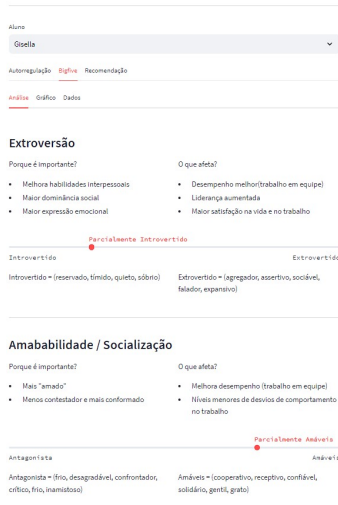 Aluno
Gisella
Autorregulação Bigfive Recomendação
Análise Gráfico Dados
Extroversão
Porque é importante?
Melhora habilidades interpessoais
Maior dominância social
Maior expressão emocional
O que afeta?
Desempenho melhor(trabalho em equipe)
Liderança aumentada
Maior satisfação na vida e no trabalho
Parcialmente Introvertido
Introvertido
Extrovertido
Introvertido = (reservado, tímido, quieto, sóbrio)
Extrovertido = (agregador, assertivo, sociável,
falador, expansivo)
Amababilidade / Socialização
Porque é importante?
Mais "amado"
Menos contestador e mais conformado
O que afeta?
Melhora desempenho (trabalho em equipe)
Níveis menores de desvios de comportamento
no trabalho
Parcialmente Amáveis
Antagonista
Amáveis
Antagonista = (frio, desagradável, confrontador,
crítico, frio, inamistoso)
Amáveis = (cooperativo, receptivo, confiável,
solidário, gentil, grato)